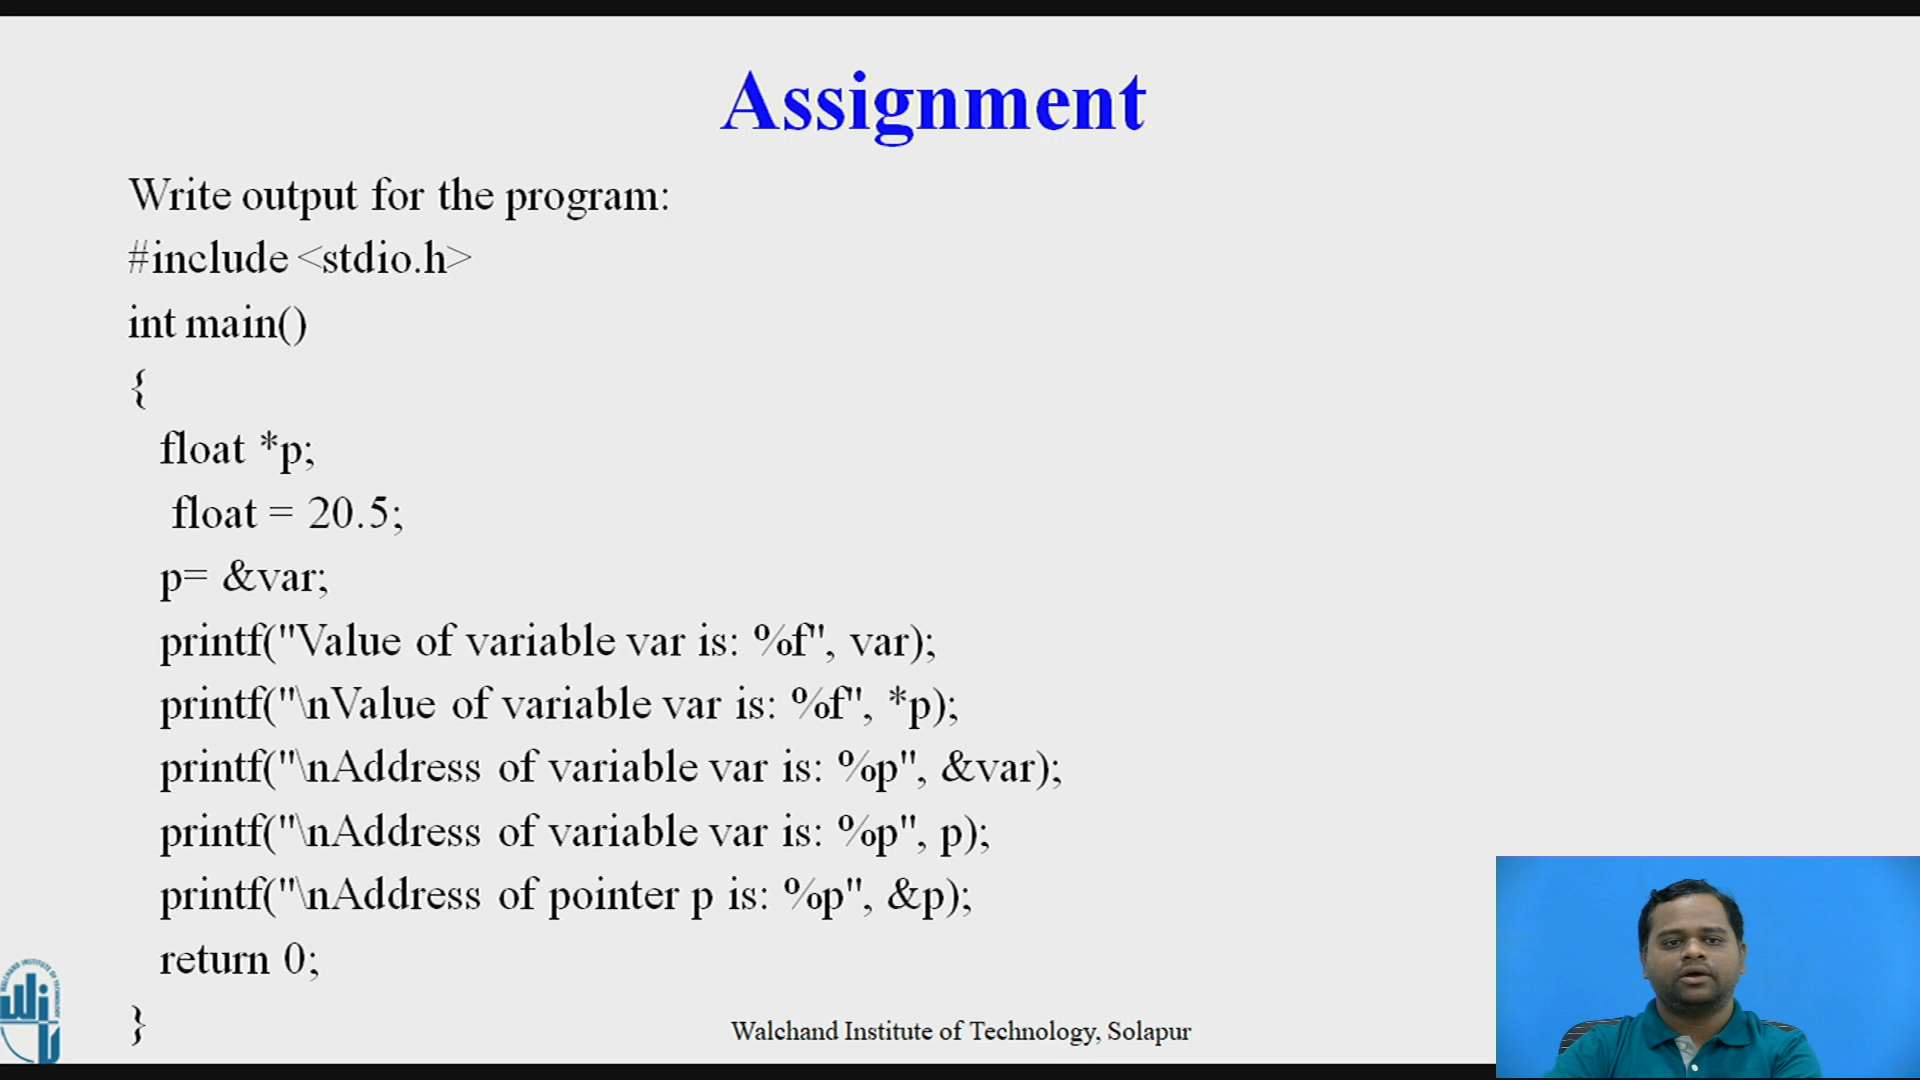 Assignment
Write output for the program:
#include <stdio.h>
int main()
{
float *p;
float = 20.5;
p= &var;
printf("Value of variable var is: %f", var);
printf("\nValue of variable var is: %f", *p);
printf("\nAddress of variable var is: %p", &var);
printf("\nAddress of variable var is: %p", p);
printf("\nAddress of pointer p is: %p", &p);
return 0;
}
Walchand Institute of Technology, Solapur